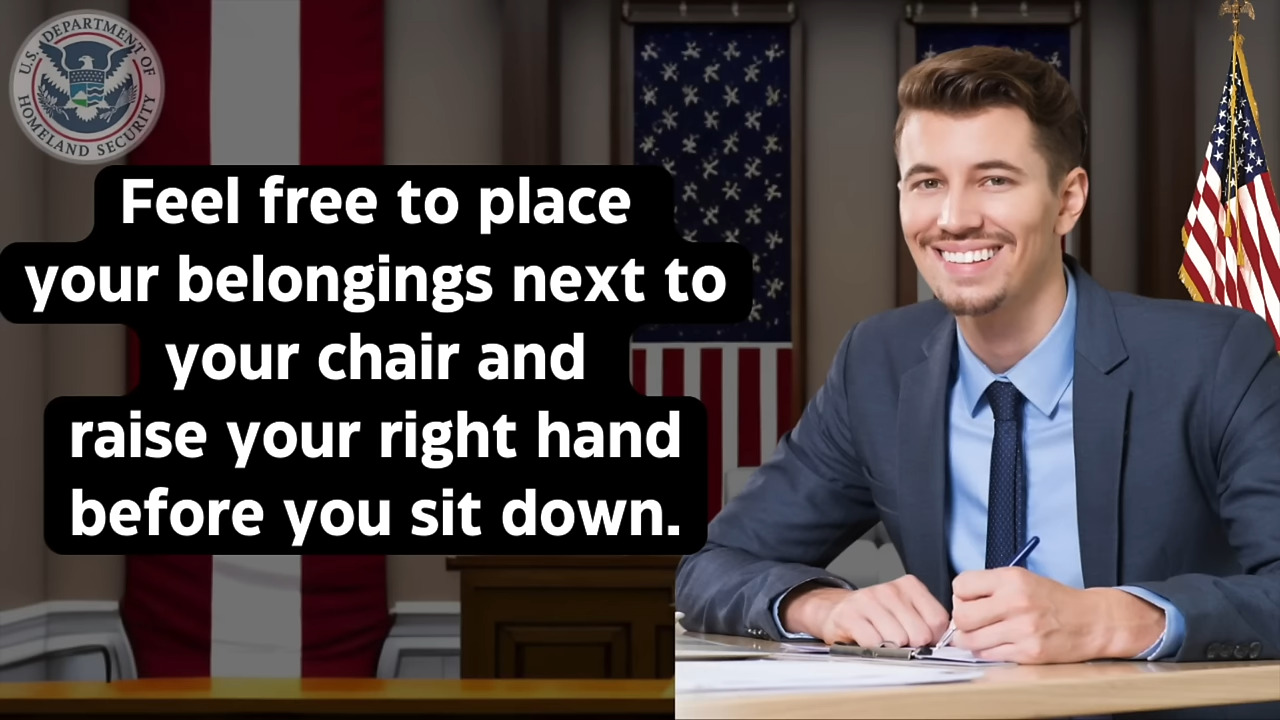 U.S. DEPARTMENT OF
HOMELAND SECURITY
Feel free to place
your belongings next to
your chair and
raise your right hand
before you sit down.